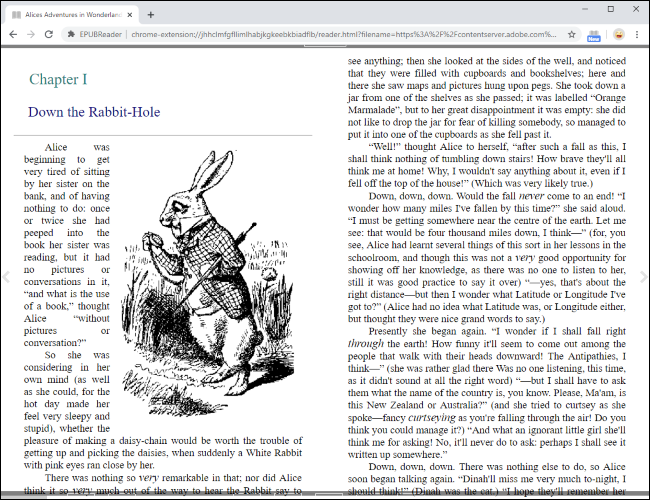 Alices Adventures in Wonderland
EPUBReader | chrome-extension://jhhclmfgfllimlhabjkgkeebkbiadflb/reader.html?filename=https%3A%2F%2Fcontentserver.adobe.com%...
New
Chapter I
Down the Rabbit-Hole
Alice was
beginning to get
very tired of sitting
by her sister on the
bank, and of having
nothing to do: once
or twice she had
peeped into the
book her sister was
reading, but it had
no pictures or
conversations in it,
“and what is the use
of a book,” thought
Alice “without
pictures or
conversation?”
So she was
considering in her
own mind (as well
as she could, for the
hot day made her
feel very sleepy and
stupid), whether the
pleasure of making a daisy-chain would be worth the trouble of
getting up and picking the daisies, when suddenly a White Rabbit
with pink eyes ran close by her.
There was nothing so very remarkable in that; nor did Alice
think it so very much out of the way to hear the Rabbit say to
see anything; then she looked at the sides of the well, and noticed
that they were filled with cupboards and bookshelves; here and
there she saw maps and pictures hung upon pegs. She took down a
jar from one of the shelves as she passed; it was labelled “Orange
Marmalade”, but to her great disappointment it was empty: she did
not like to drop the jar for fear of killing somebody, so managed to
put it into one of the cupboards as she fell past it.
“Well!” thought Alice to herself, “after such a fall as this, I
shall think nothing of tumbling down stairs! How brave they'll all
think me at home! Why, I wouldn't say anything about it, even if I
fell off the top of the house!” (Which was very likely true.)
Down, down, down. Would the fall never come to an end! “I
wonder how many miles I've fallen by this time?” she said aloud.
“I must be getting somewhere near the centre of the earth. Let me
see: that would be four thousand miles down, I think—” (for, you
see, Alice had learnt several things of this sort in her lessons in the
schoolroom, and though this was not a very good opportunity for
showing off her knowledge, as there was no one to listen to her,
still it was good practice to say it over) “—yes, that's about the
right distance—but then I wonder what Latitude or Longitude I've
got to?” (Alice had no idea what Latitude was, or Longitude either,
but thought they were nice grand words to say.)
Presently she began again. “I wonder if I shall fall right
through the earth! How funny it'll seem to come out among the
people that walk with their heads downward! The Antipathies, I
think—” (she was rather glad there Was no one listening, this time,
as it didn't sound at all the right word) “—but I shall have to ask
them what the name of the country is, you know. Please, Ma'am, is
this New Zealand or Australia?” (and she tried to curtsey as she
spoke—fancy curtseying as you're falling through the air! Do you
think you could manage it?) “And what an ignorant little girl she'll
think me for asking! No, it'll never do to ask: perhaps I shall see it
written up somewhere.”
Down, down, down. There was nothing else to do, so Alice
soon began talking again. “Dinah'll miss me very much to-night, I
should think!” (Dinah was the cat.) “I hope they'll remember her